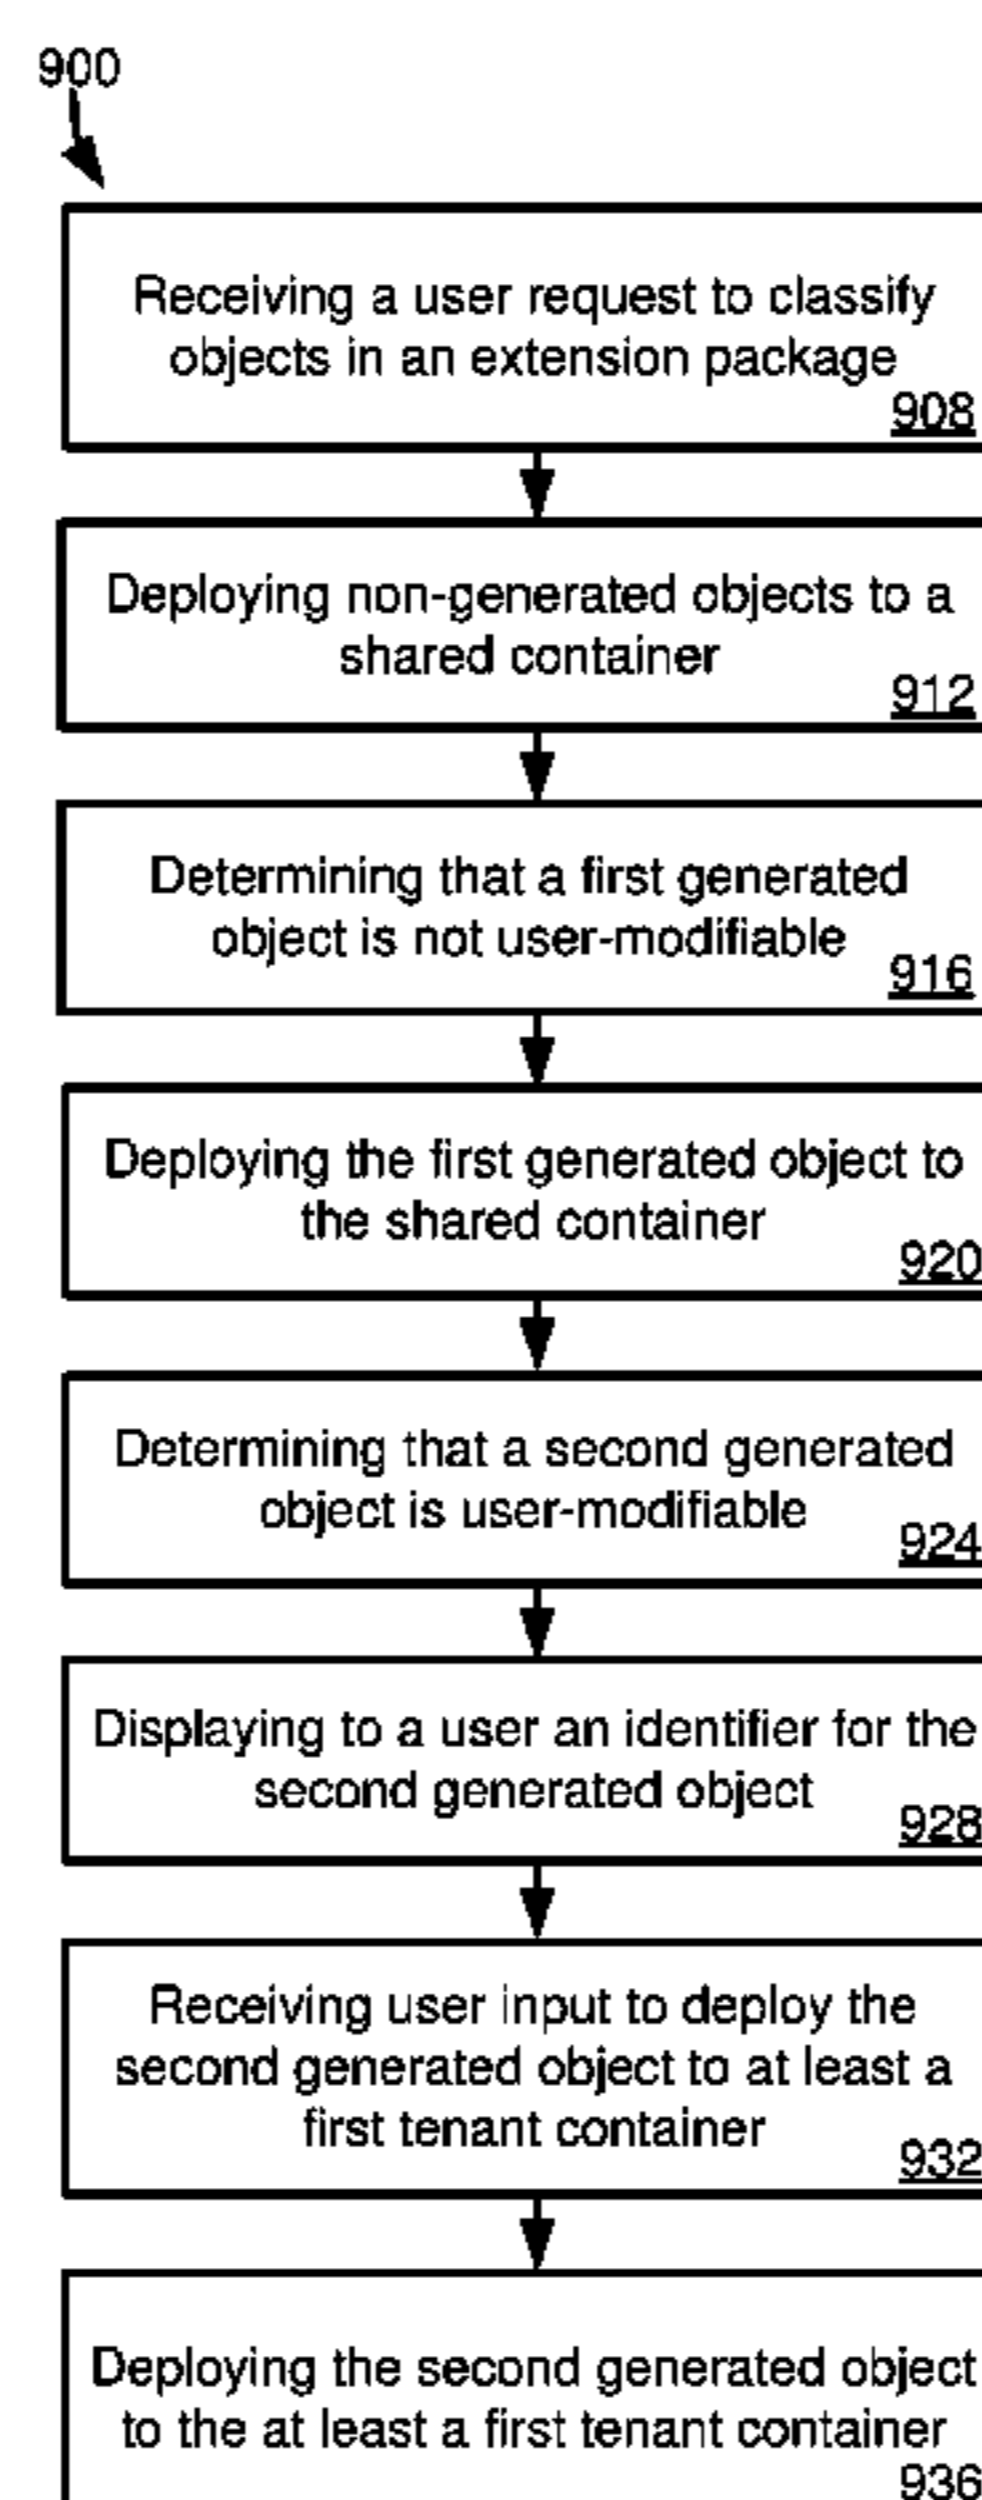 900
Receiving a user request to classify
objects in an extension package
908
Deploying non-generated objects to a
shared container
912
Determining that a first generated
object is not user-modifiable
916
Deploying the first generated object to
the shared container
920
Determining that a second generated
object is user-modifiable
924
Displaying to a user an identifier for the
second generated object
928
Receiving user input to deploy the
second generated object to at least a
first tenant container
932
Deploying the second generated object
to the at least a first tenant container
936